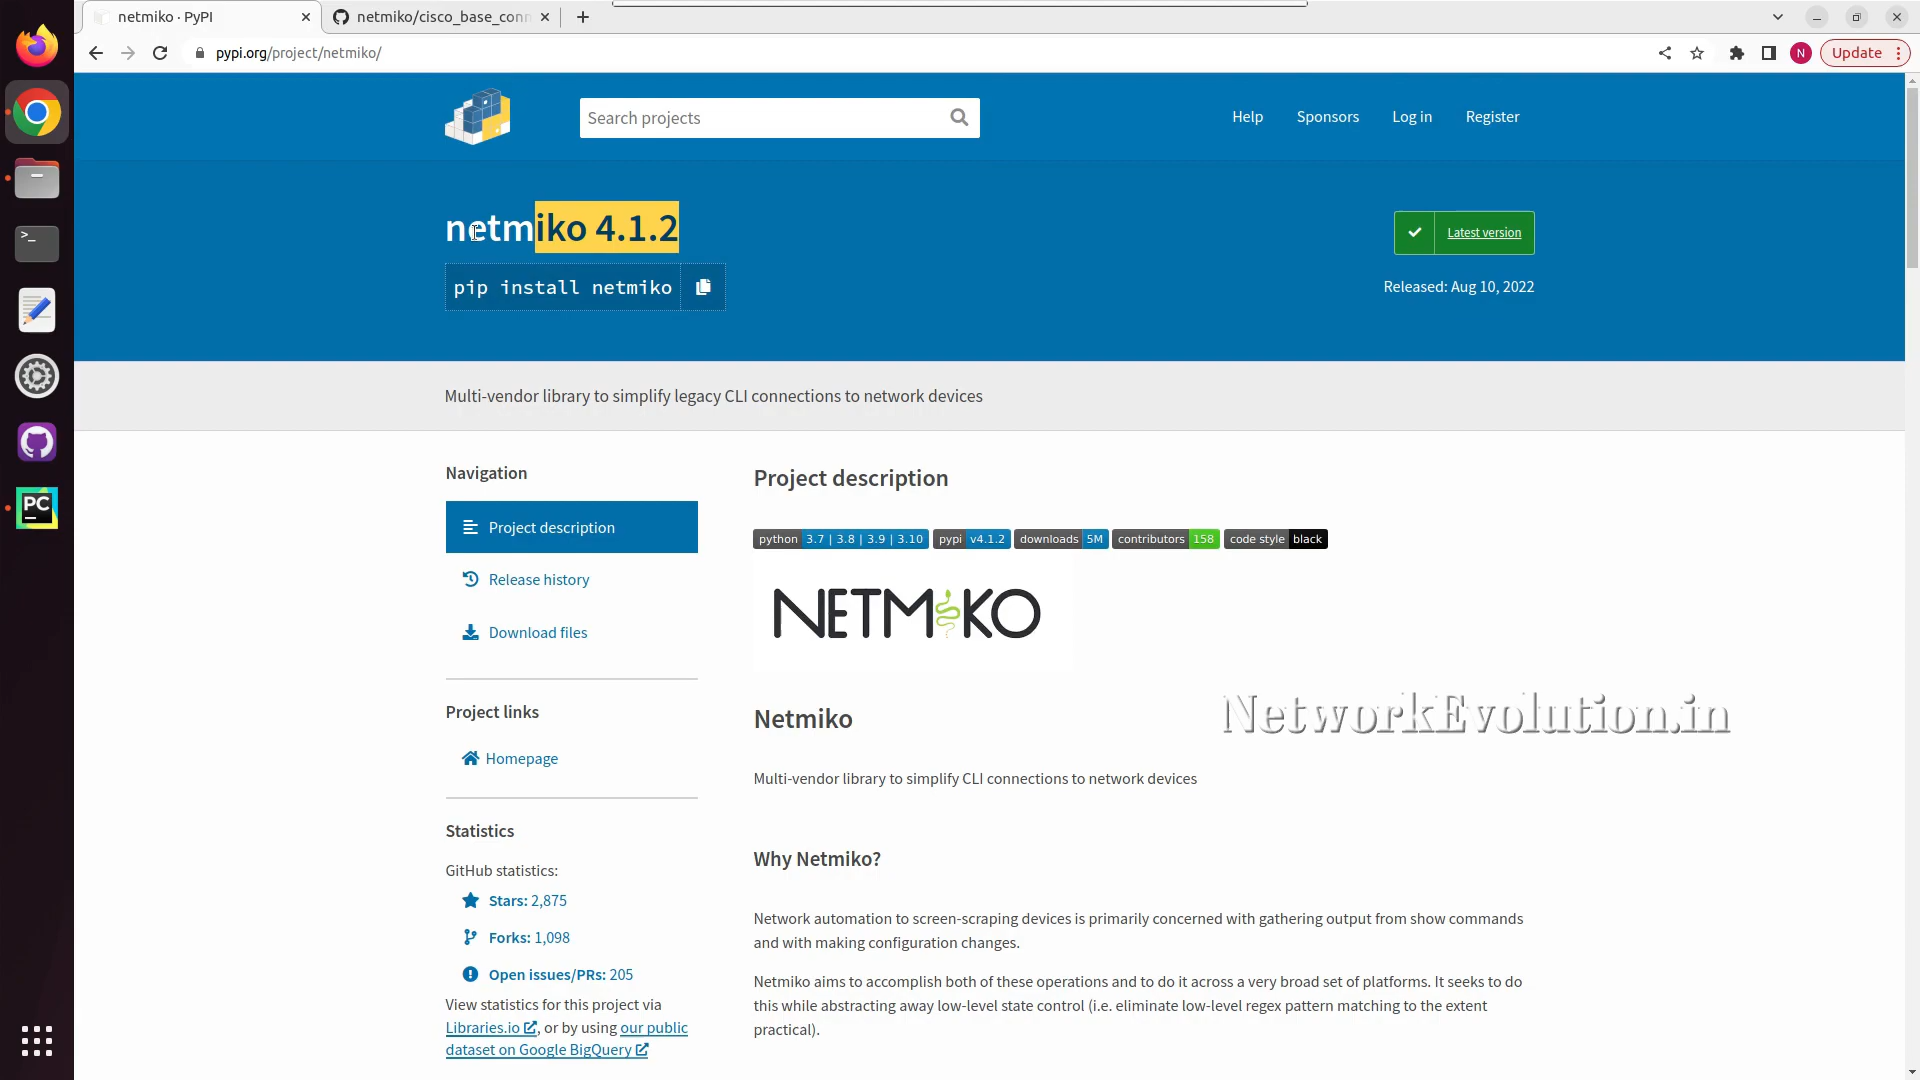 netmiko · PyPI
netmiko/cisco_base_conn
pypi.org/project/netmiko/
N
Update
Search projects
Help
Sponsors
Log in
Register
netmiko 4.1.2
Latest version
pip install netmiko
Released: Aug 10, 2022
Multi-vendor library to simplify legacy CLI connections to network devices
Navigation
Project description
Release history
Download files
Project links
Homepage
Statistics
GitHub statistics:
Stars: 2,875
Forks: 1,098
Open issues/PRs: 205
View statistics for this project via
Libraries.io, or by using our public
dataset on Google BigQuery
Project description
python 3.7 | 3.8 | 3.9 | 3.10 pypi v4.1.2 downloads 5M contributors 158 code style black
NETMIKO
Netmiko
NetworkEvolution.in
Multi-vendor library to simplify CLI connections to network devices
Why Netmiko?
Network automation to screen-scraping devices is primarily concerned with gathering output from show commands
and with making configuration changes.
Netmiko aims to accomplish both of these operations and to do it across a very broad set of platforms. It seeks to do
this while abstracting away low-level state control (i.e. eliminate low-level regex pattern matching to the extent
practical).
PC